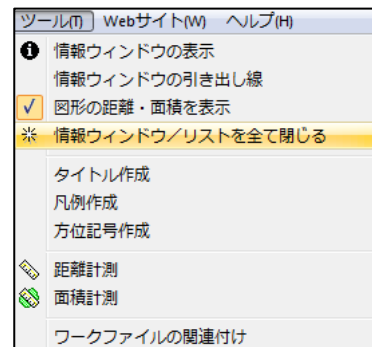 ツール(T) Webサイト(W) ヘルプ(H)
情報ウィンドウの表示
情報ウィンドウの引き出し線
図形の距離・面積を表示
情報ウィンドウ／リストを全て閉じる
タイトル作成
凡例作成
方位記号作成
距離計測
面積計測
ワークファイルの関連付け